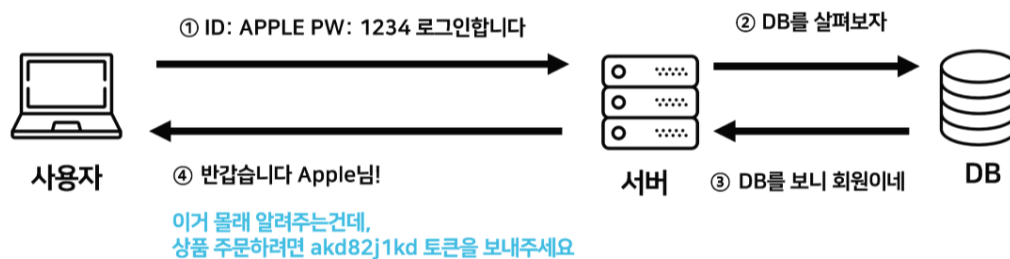 ① ID: APPLE PW: 1234 로그인합니다
② DB를 살펴보자
사용자
④ 반갑습니다 Apple님!
서버
③ DB를 보니 회원이네
DB
이거 몰래 알려주는건데,
상품 주문하려면 akd82j1kd 토큰을 보내주세요